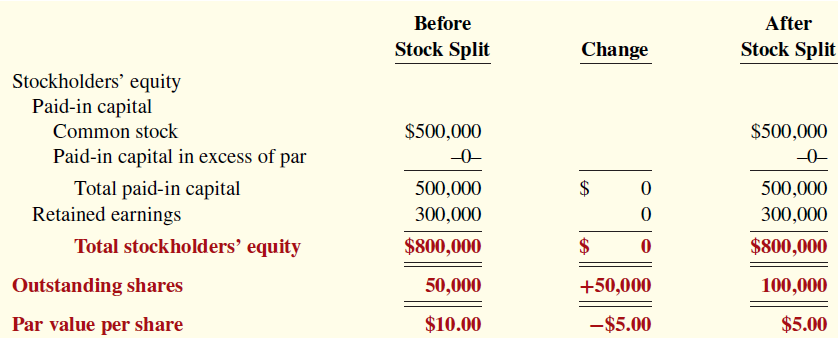 Before After
Stock Split Change Stock Split
Stockholders’ equity
Paid-in capital
Common stock $500,000 $500,000
Paid-in capital in excess of par –0– –0–
Total paid-in capital 500,000 $ 0 500,000
Retained earnings 300,000 0 300,000
Total stockholders’ equity $800,000 $ 0 $800,000
Outstanding shares 50,000 +50,000 100,000
Par value per share $10.00 –$5.00 $5.00